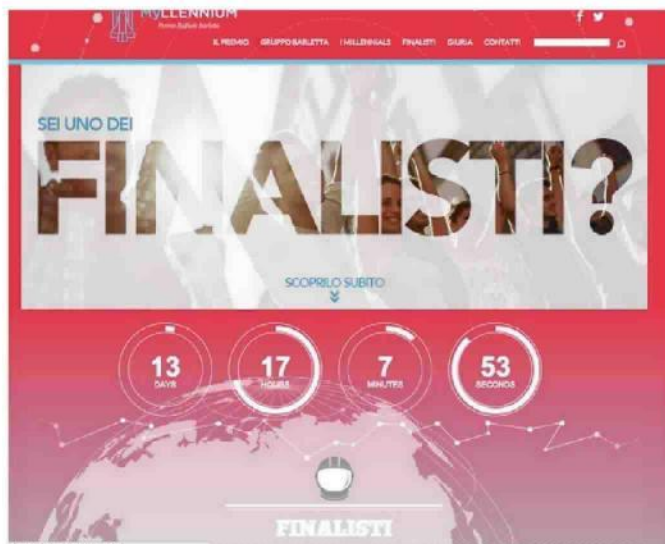 MYLLENNIUM
IL PREMIO GRUPPO BARLETTA I MILLENNIALS FINALISTI GIURIA CONTATTI
SEI UNO DEI
FINALISTI?
SCOPRILO SUBITO
13 17 7 53
DAYS HOURS MINUTES SECONDS
FINALISTI